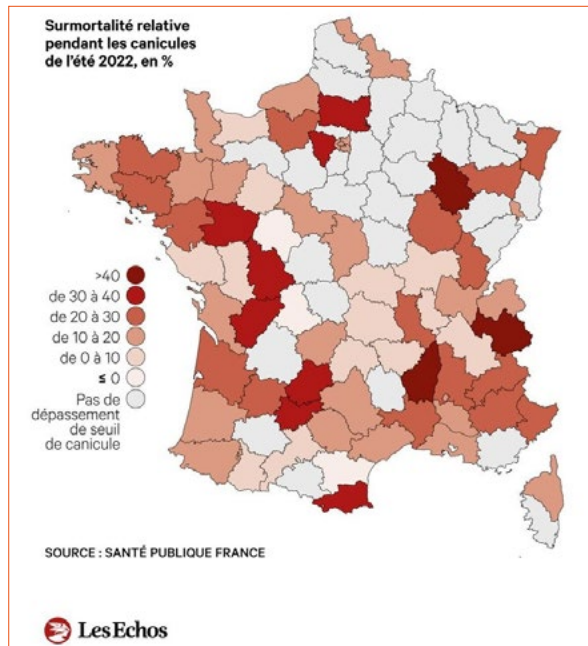 Surmortalité relative
pendant les canicules
de l'été 2022, en %
>40
de 30 à 40
de 20 à 30
de 10 à 20
de 0 à 10
≤ 0
Pas de
dépassement
de seuil
de canicule
SOURCE : SANTÉ PUBLIQUE FRANCE
Les Echos